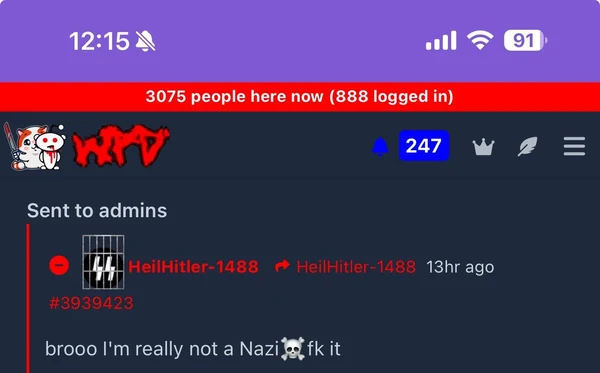 12:15 91
3075 people here now (888 logged in)
WPD 247
Sent to admins
HeilHitler-1488 HeilHitler-1488 13hr ago
#3939423
brooo I'm really not a Nazi☠️fk it